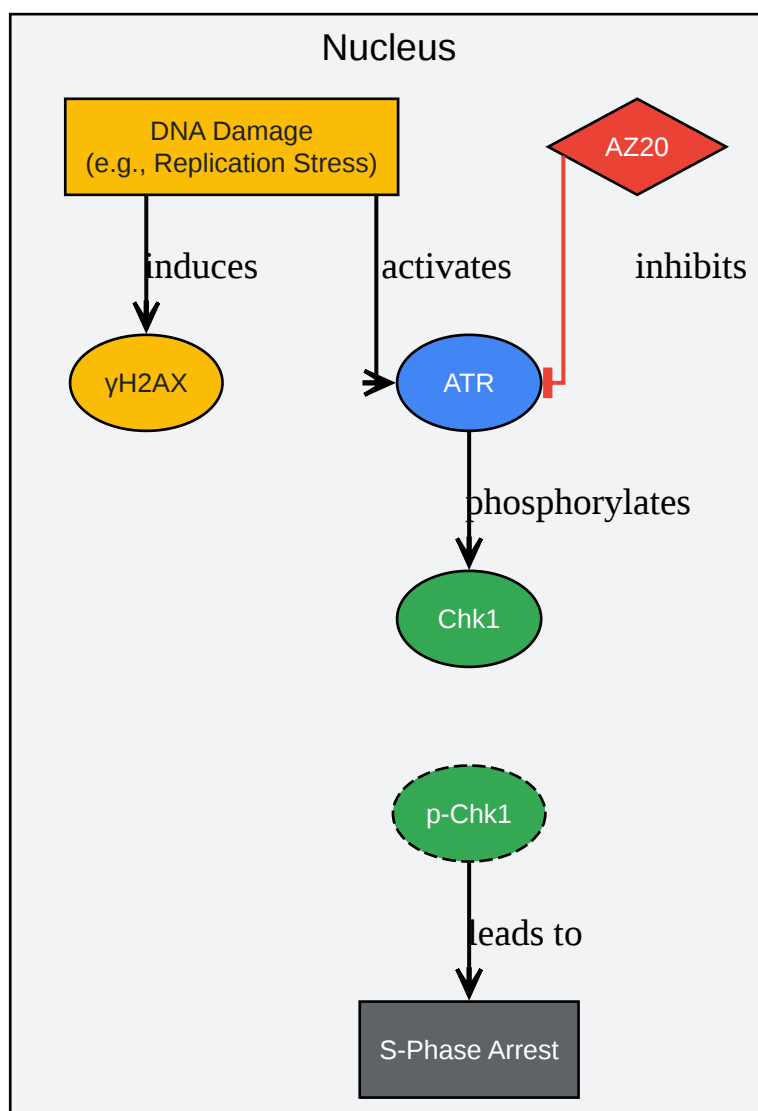 Nucleus
DNA Damage
(e.g., Replication Stress)
AZ20
induces
activates
inhibits
γH2AX
ATR
phosphorylates
Chk1
p-Chk1
leads to
S-Phase Arrest